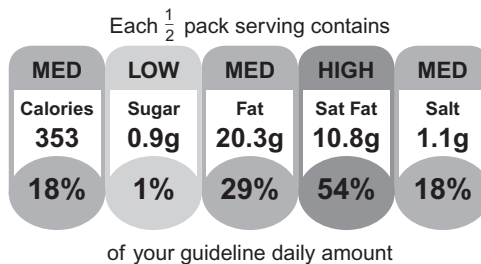 Each 1/2 pack serving contains
MED LOW MED HIGH MED
Calories Sugar Fat Sat Fat Salt
353 0.9g 20.3g 10.8g 1.1g
18% 1% 29% 54% 18%
of your guideline daily amount